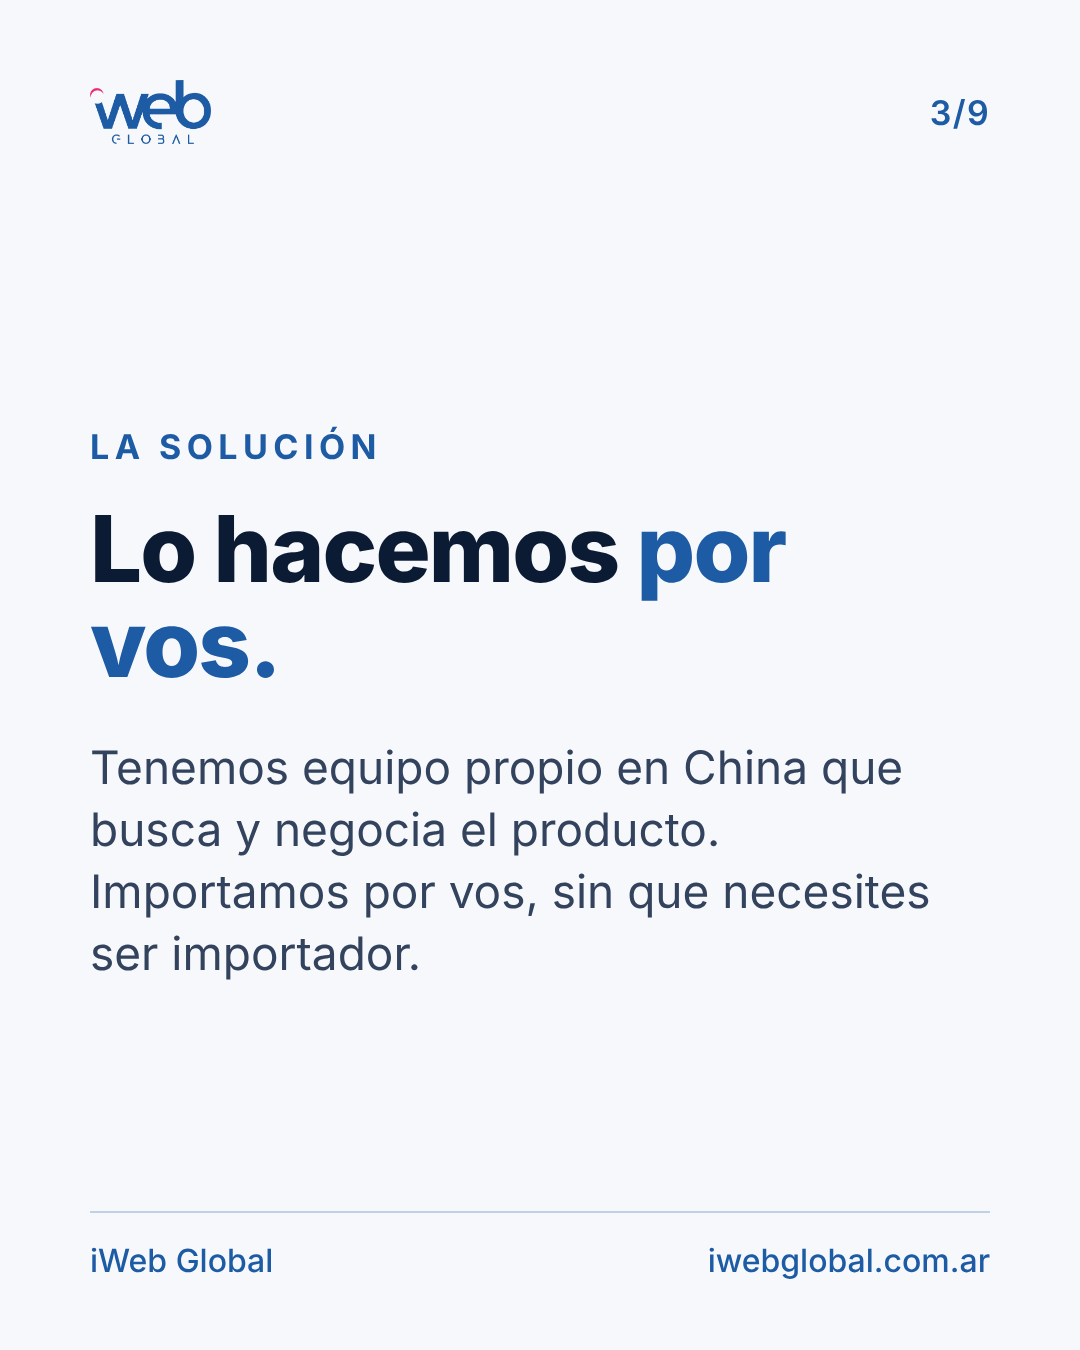 iweb
GLOBAL
3/9
LA SOLUCIÓN
Lo hacemos por
vos.
Tenemos equipo propio en China que
busca y negocia el producto.
Importamos por vos, sin que necesites
ser importador.
iWeb Global
iwebglobal.com.ar